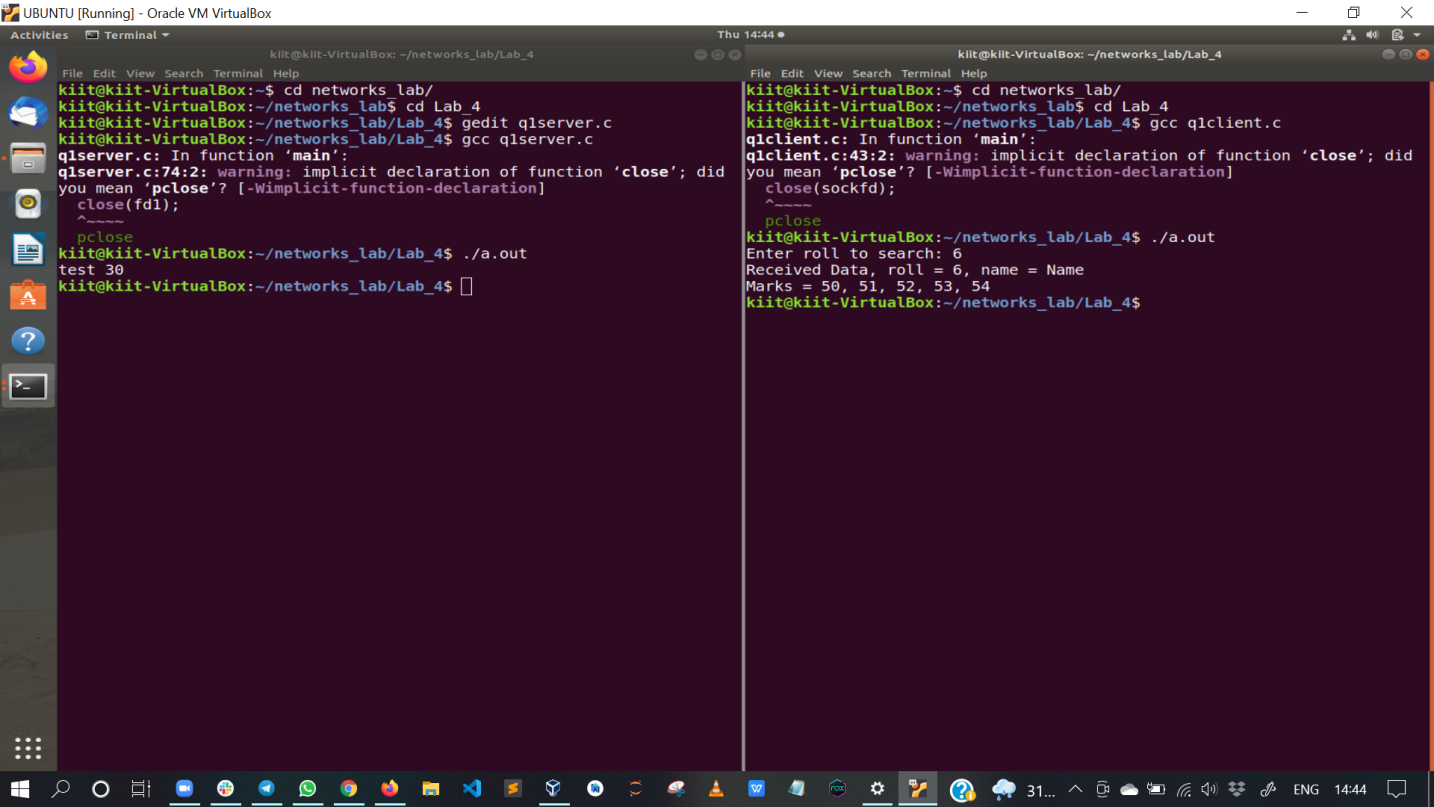 UBUNTU [Running] - Oracle VM VirtualBox
Activities Terminal Thu 14:44
kiit@kiit-VirtualBox: ~/networks_lab/Lab_4
File Edit View Search Terminal Help
kiit@kiit-VirtualBox:~$ cd networks_lab/
kiit@kiit-VirtualBox:~/networks_lab$ cd Lab_4
kiit@kiit-VirtualBox:~/networks_lab/Lab_4$ gedit q1server.c
kiit@kiit-VirtualBox:~/networks_lab/Lab_4$ gcc q1server.c
q1server.c: In function ‘main’:
q1server.c:74:2: warning: implicit declaration of function ‘close’; did
you mean ‘pclose’? [-Wimplicit-function-declaration]
close(fd1);
^~~~~
pclose
kiit@kiit-VirtualBox:~/networks_lab/Lab_4$ ./a.out
test 30
kiit@kiit-VirtualBox:~/networks_lab/Lab_4$
kiit@kiit-VirtualBox: ~/networks_lab/Lab_4
File Edit View Search Terminal Help
kiit@kiit-VirtualBox:~$ cd networks_lab/
kiit@kiit-VirtualBox:~/networks_lab$ cd Lab_4
kiit@kiit-VirtualBox:~/networks_lab/Lab_4$ gcc q1client.c
q1client.c: In function ‘main’:
q1client.c:43:2: warning: implicit declaration of function ‘close’; did
you mean ‘pclose’? [-Wimplicit-function-declaration]
close(sockfd);
^~~~~
pclose
kiit@kiit-VirtualBox:~/networks_lab/Lab_4$ ./a.out
Enter roll to search: 6
Received Data, roll = 6, name = Name
Marks = 50, 51, 52, 53, 54
kiit@kiit-VirtualBox:~/networks_lab/Lab_4$
31... ENG 14:44